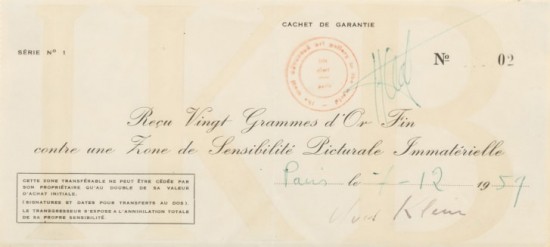 CACHET DE GARANTIE
SÉRIE Nº 1
Nº 02
Reçu Vingt Grammes d'Or Fin
contre une Zone de Sensibilité Picturale Immatérielle
Paris le 7-12 1959
Yves Klein
CETTE ZONE TRANSFÉRABLE NE PEUT ÊTRE CÉDÉE PAR
SON PROPRIÉTAIRE QU'AU DOUBLE DE SA VALEUR
D'ACHAT INITIALE.
(SIGNATURES ET DATES POUR TRANSFERTS AU DOS).
LE TRANSGRESSEUR S'EXPOSE A L'ANNIHILATION TOTALE
DE SA PROPRE SENSIBILITÉ.